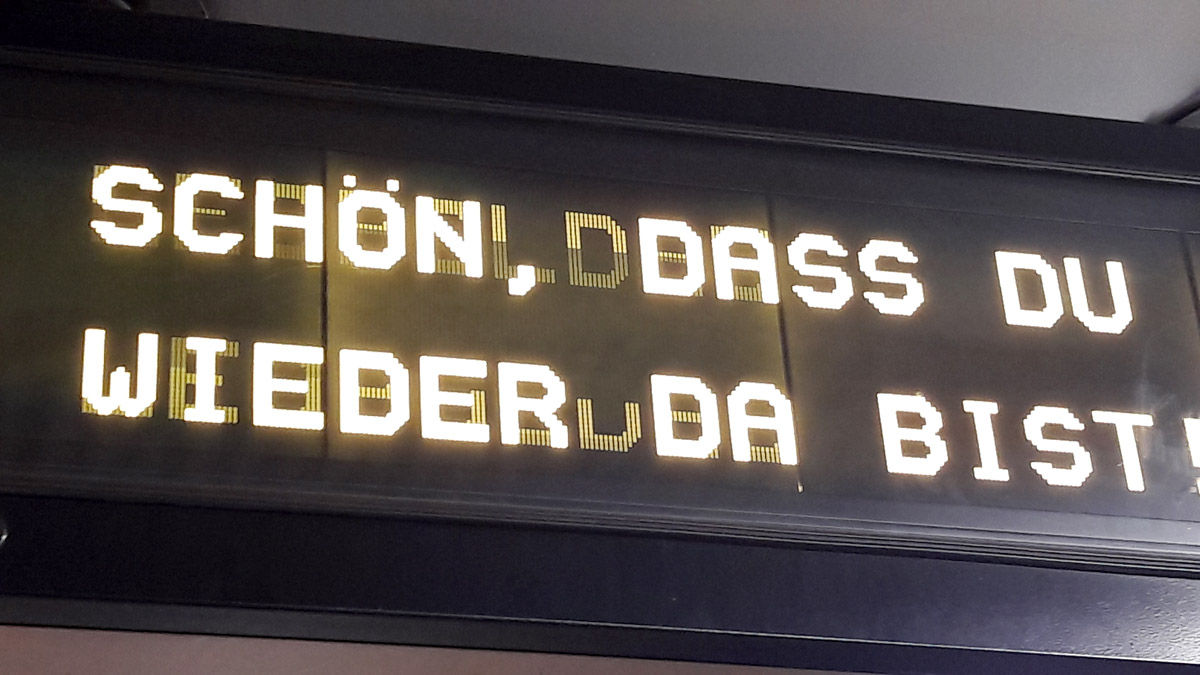 SCHÖN, DASS DU
WIEDER DA BIST!